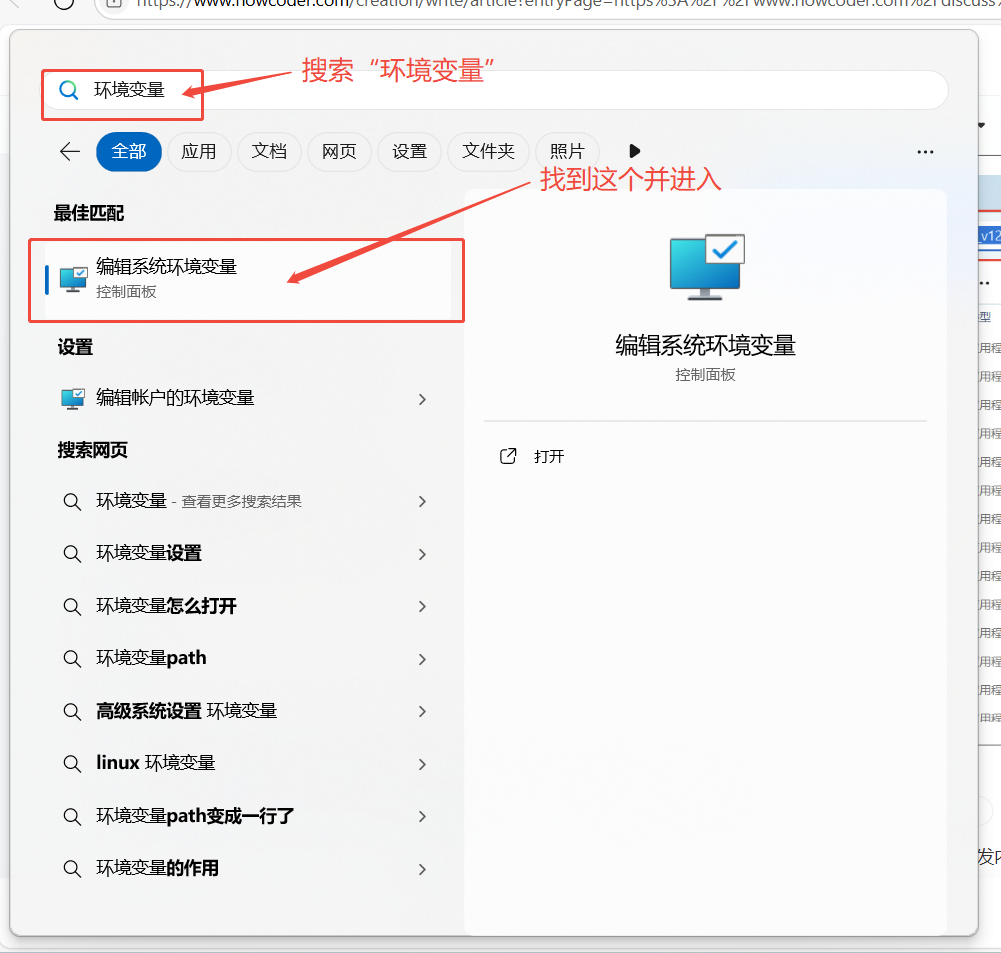 https://www.nowcoder.com/creation/write/article?entryPage=https%3A%2F%2Fwww.nowcoder.com%2Fdiscuss
搜索“环境变量”
环境变量
全部 应用 文档 网页 设置 文件夹 照片
找到这个并进入
最佳匹配
编辑系统环境变量
控制面板
设置
编辑帐户的环境变量
搜索网页
环境变量 - 查看更多搜索结果
环境变量设置
环境变量怎么打开
环境变量path
高级系统设置 环境变量
linux 环境变量
环境变量path变成一行了
环境变量的作用
编辑系统环境变量
控制面板
打开
_v12
型
用程
用程
用程
用程
用程
用程
用程
用程
用程
用程
用程
用程
用程
用程
发内